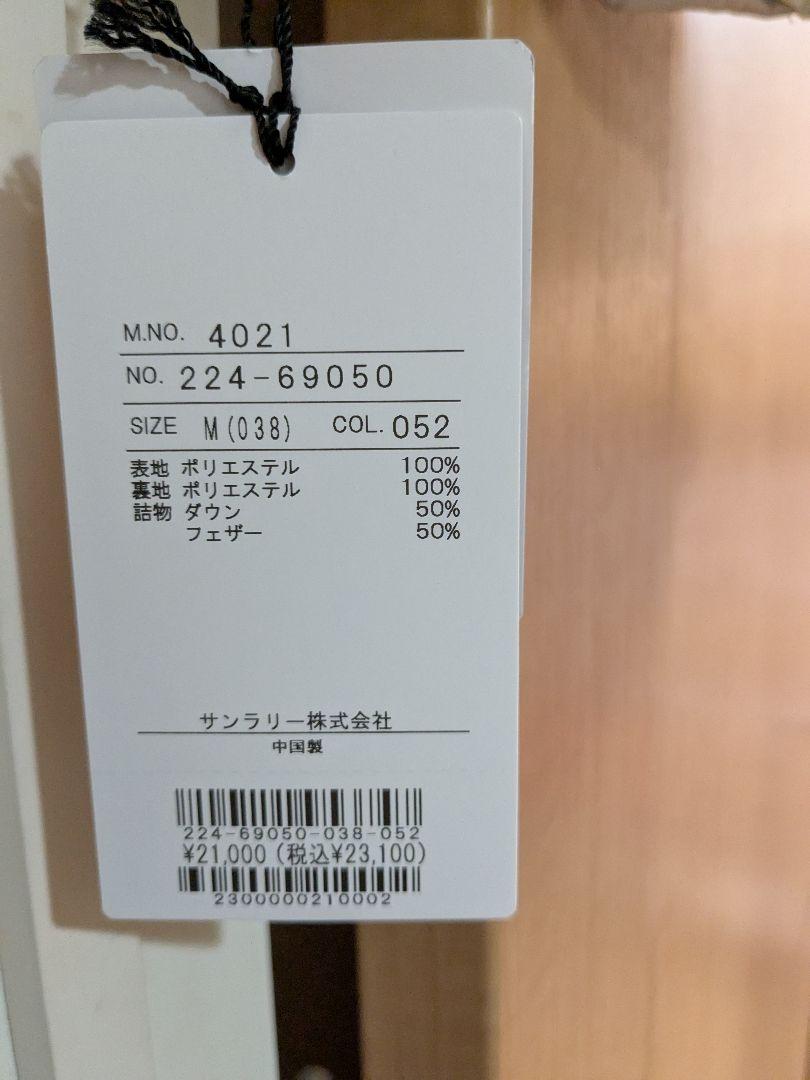 M.NO. 4021
NO. 224-69050
SIZE M(038) COL. 052
表地 ポリエステル 100%
裏地 ポリエステル 100%
詰物 ダウン 50%
フェザー 50%
サンラリー株式会社
中国製
224-69050-038-052
¥21,000 (税込¥23,100)
2300000210002